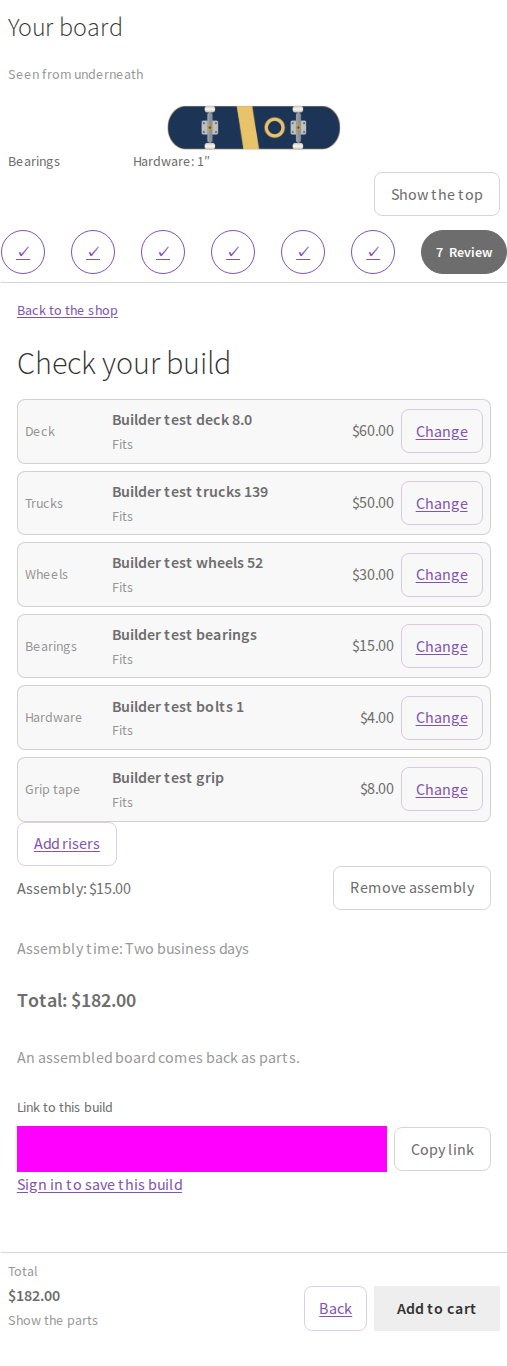 Your board
Seen from underneath
Bearings Hardware: 1"
Show the top
✓ ✓ ✓ ✓ ✓ ✓ 7 Review
Back to the shop
Check your build
Deck Builder test deck 8.0 $60.00 Change
Fits
Trucks Builder test trucks 139 $50.00 Change
Fits
Wheels Builder test wheels 52 $30.00 Change
Fits
Bearings Builder test bearings $15.00 Change
Fits
Hardware Builder test bolts 1 $4.00 Change
Fits
Grip tape Builder test grip $8.00 Change
Fits
Add risers
Assembly: $15.00 Remove assembly
Assembly time: Two business days
Total: $182.00
An assembled board comes back as parts.
Link to this build
Copy link
Sign in to save this build
Total
$182.00
Show the parts
Back Add to cart